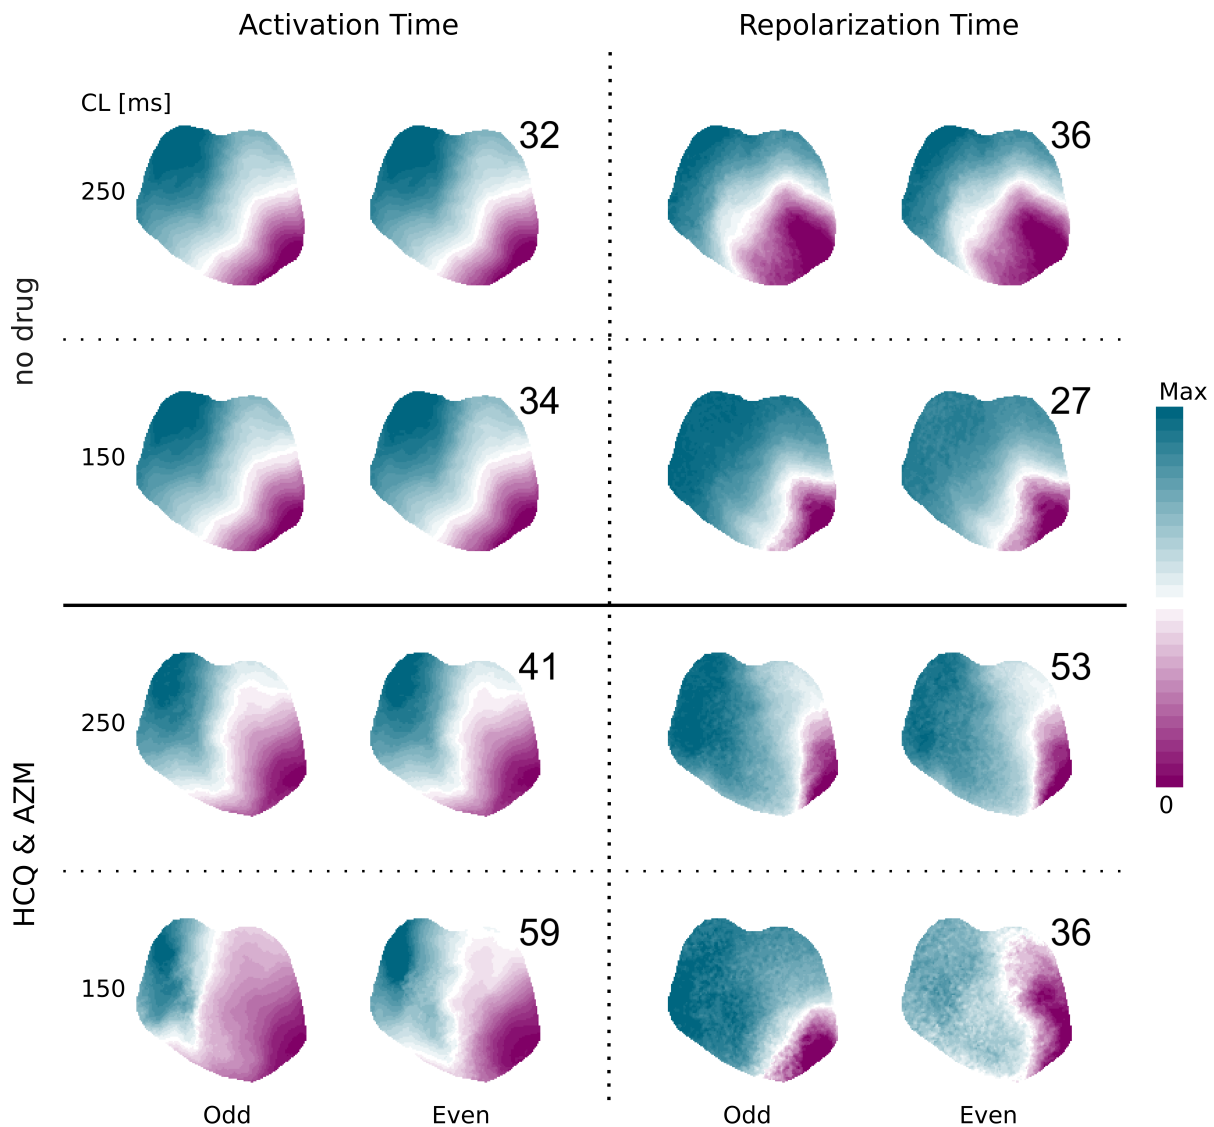 Activation Time
Repolarization Time
CL [ms]
32
36
250
no drug
34
27
150
Max
0
41
53
250
HCQ & AZM
59
36
150
Odd
Even
Odd
Even